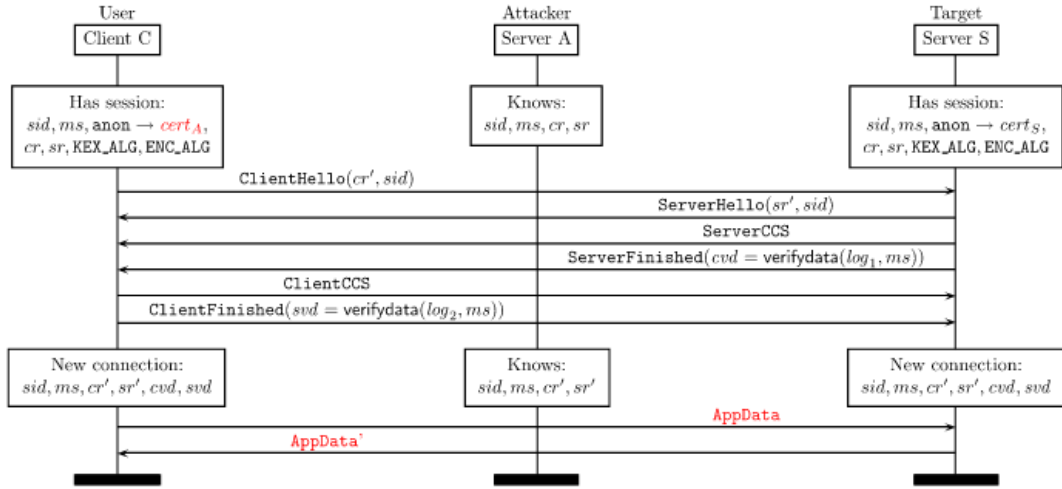 User Attacker Target
Client C Server A Server S
Has session:
sid, ms, anon → cert_A,
cr, sr, KEX_ALG, ENC_ALG
Knows:
sid, ms, cr, sr
Has session:
sid, ms, anon → cert_S,
cr, sr, KEX_ALG, ENC_ALG
ClientHello(cr′, sid)
ServerHello(sr′, sid)
ServerCCS
ServerFinished(cvd = verifydata(log₁, ms))
ClientCCS
ClientFinished(svd = verifydata(log₂, ms))
New connection:
sid, ms, cr′, sr′, cvd, svd
Knows:
sid, ms, cr′, sr′
New connection:
sid, ms, cr′, sr′, cvd, svd
AppData
AppData'